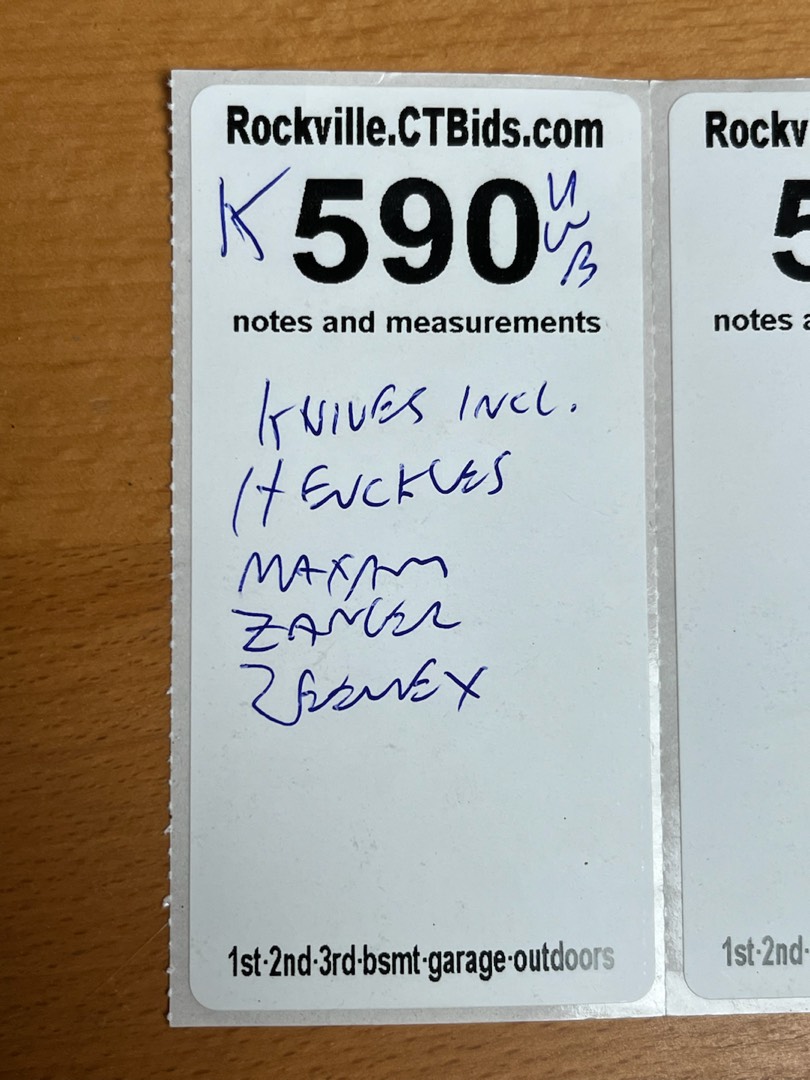 Rockville.CTBids.com
K 590
notes and measurements
KNIVES INCL.
HENCKLES
MAXAM
1st·2nd·3rd·bsmt·garage·outdoors
Rockv
5
notes a
1st·2nd·